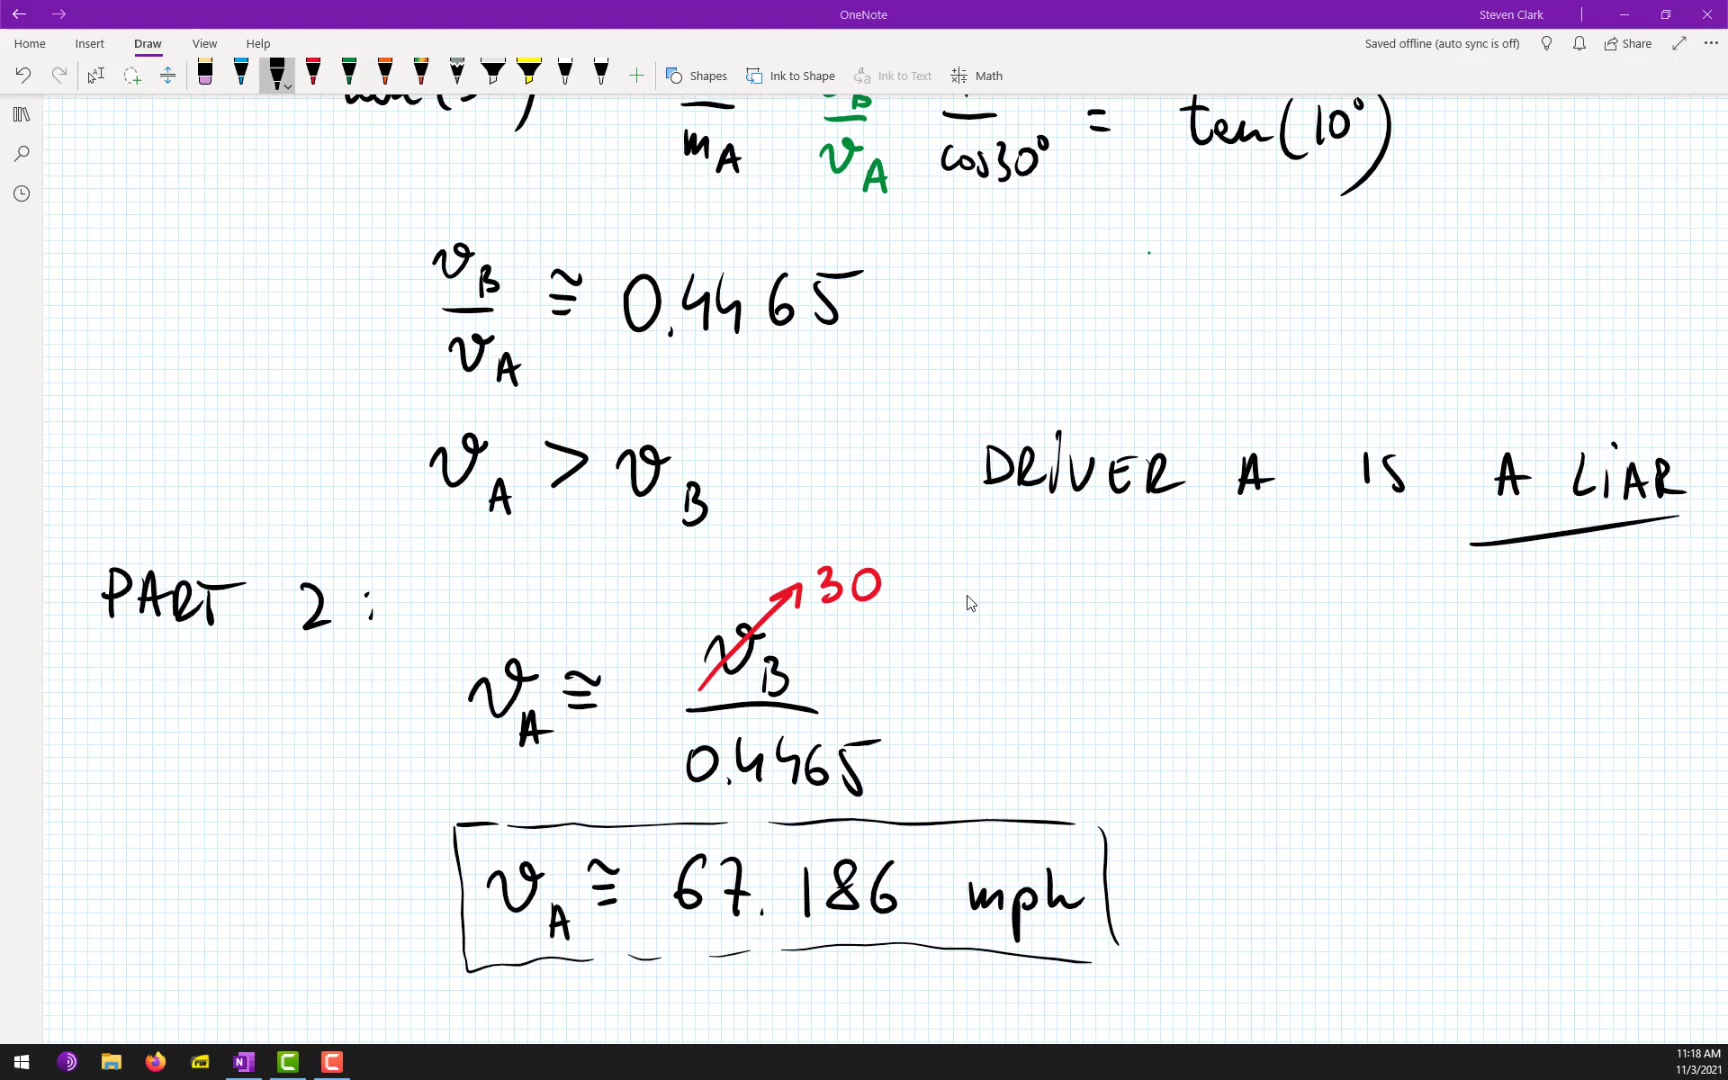 OneNote
Steven Clark
Home Insert Draw View Help
Saved offline (auto sync is off)
Share
Shapes
Ink to Shape
Ink to Text
Math
m_A
v_B / v_A
cos30° = tan(10°)
v_B / v_A ≅ 0.4465
v_A > v_B DRIVER A IS A LIAR
PART 2:
v_A ≅ v_B / 0.4465
30
v_A ≅ 67.186 mph
11:18 AM
11/3/2021